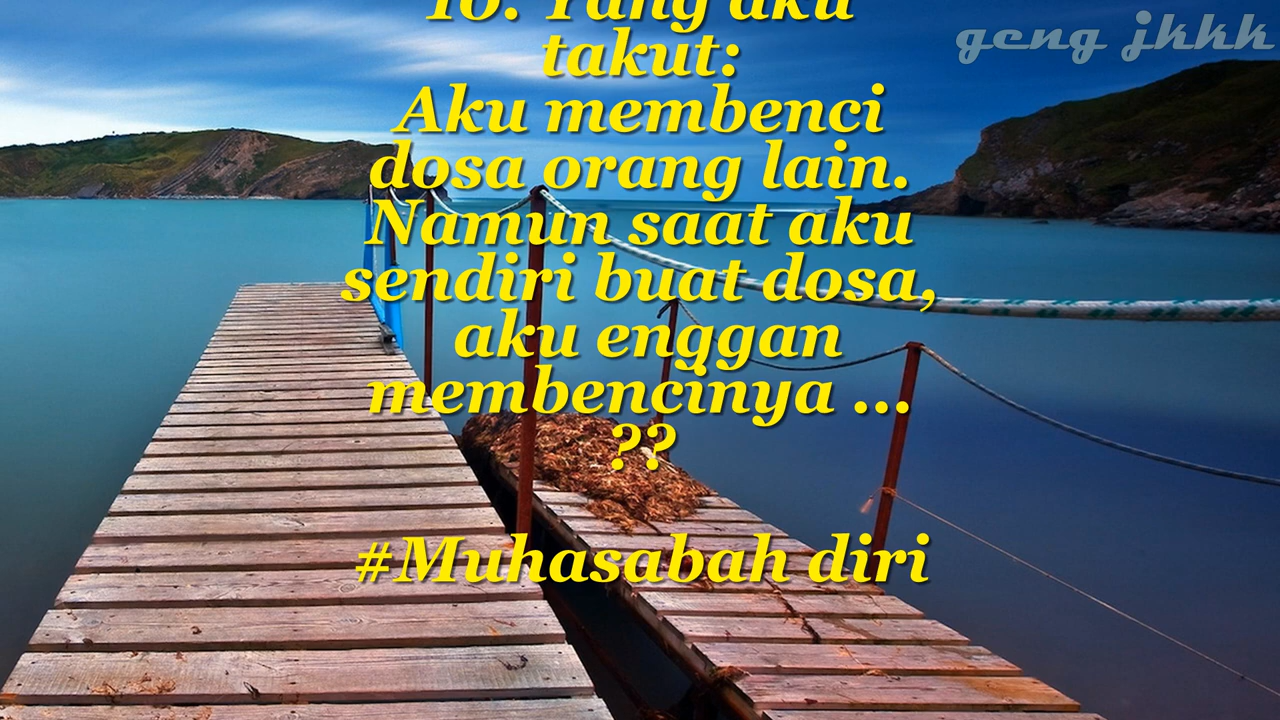 10. Yang aku
takut:
Aku membenci
dosa orang lain.
Namun saat aku
sendiri buat dosa,
aku enggan
membencinya ...
??
#Muhasabah diri
geng jkkk